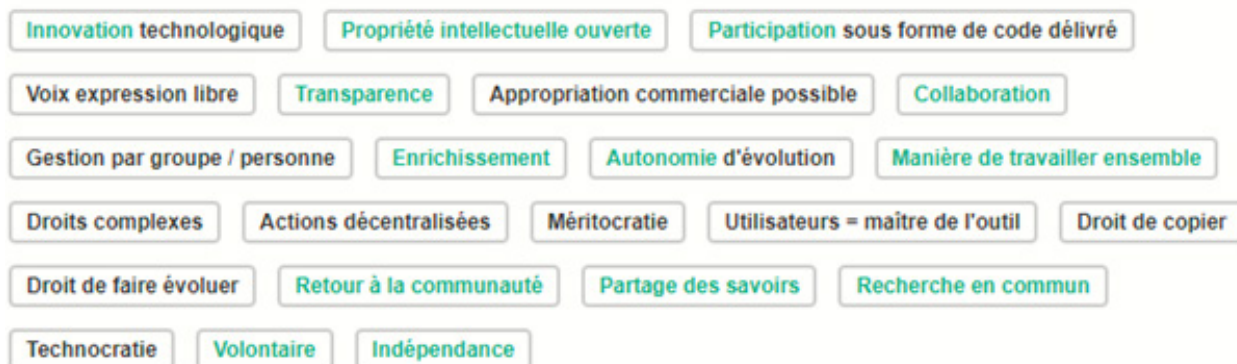 Innovation technologique Propriété intellectuelle ouverte Participation sous forme de code délivré
Voix expression libre Transparence Appropriation commerciale possible Collaboration
Gestion par groupe / personne Enrichissement Autonomie d'évolution Manière de travailler ensemble
Droits complexes Actions décentralisées Méritocratie Utilisateurs = maître de l'outil Droit de copier
Droit de faire évoluer Retour à la communauté Partage des savoirs Recherche en commun
Technocratie Volontaire Indépendance